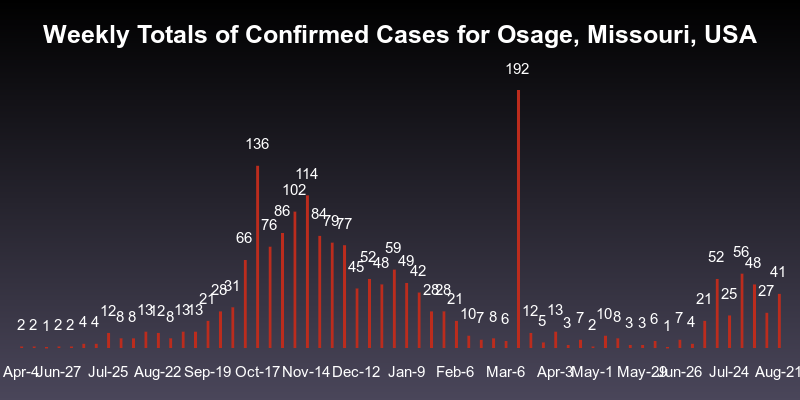 Weekly Totals of Confirmed Cases for Osage, Missouri, USA
2 2 1 2 2 4 4 12 8 8 13 12 8 13 13 21 28 31 66 136 76 86 102 114 84 79 77 45 52 48 59 49 42 28 28 21 10 7 8 6 192 12 5 13 3 7 2 10 8 3 3 6 1 7 4 21 52 25 56 48 27 41
Apr-4 Jun-27 Jul-25 Aug-22 Sep-19 Oct-17 Nov-14 Dec-12 Jan-9 Feb-6 Mar-6 Apr-3 May-1 May-29 Jun-26 Jul-24 Aug-21